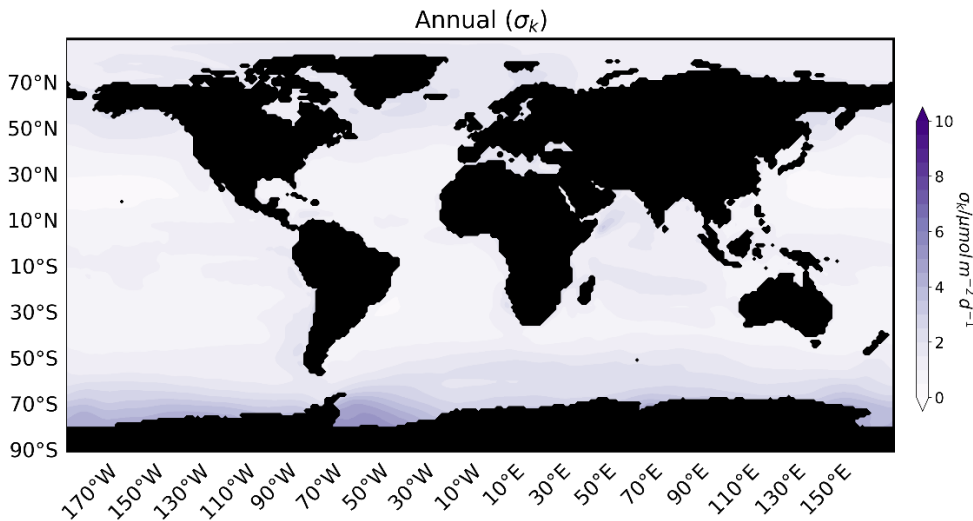 Annual (σₖ)
70°N
50°N
30°N
10°N
10°S
30°S
50°S
70°S
90°S
170°W
150°W
130°W
110°W
90°W
70°W
50°W
30°W
10°W
10°E
30°E
50°E
70°E
90°E
110°E
130°E
150°E
10
8
6
4
2
0
σₖ/μmol m⁻² d⁻¹